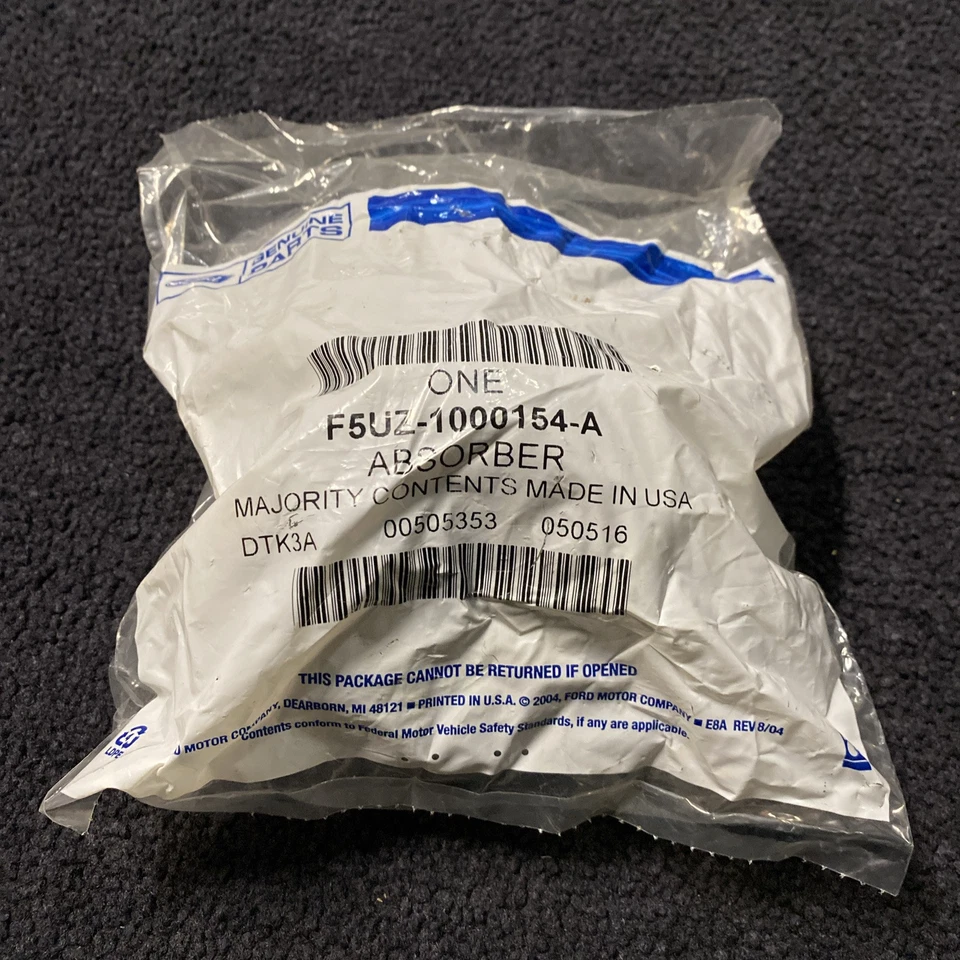 GENUINE
PARTS
ONE
F5UZ-1000154-A
ABSORBER
MAJORITY CONTENTS MADE IN USA
DTK3A 00505353 050516
THIS PACKAGE CANNOT BE RETURNED IF OPENED
MOTOR COMPANY, DEARBORN, MI 48121 ■ PRINTED IN U.S.A. © 2004, FORD MOTOR COMPANY ■ E8A REV 8/04
Contents conform to Federal Motor Vehicle Safety Standards, if any are applicable.
LDPE